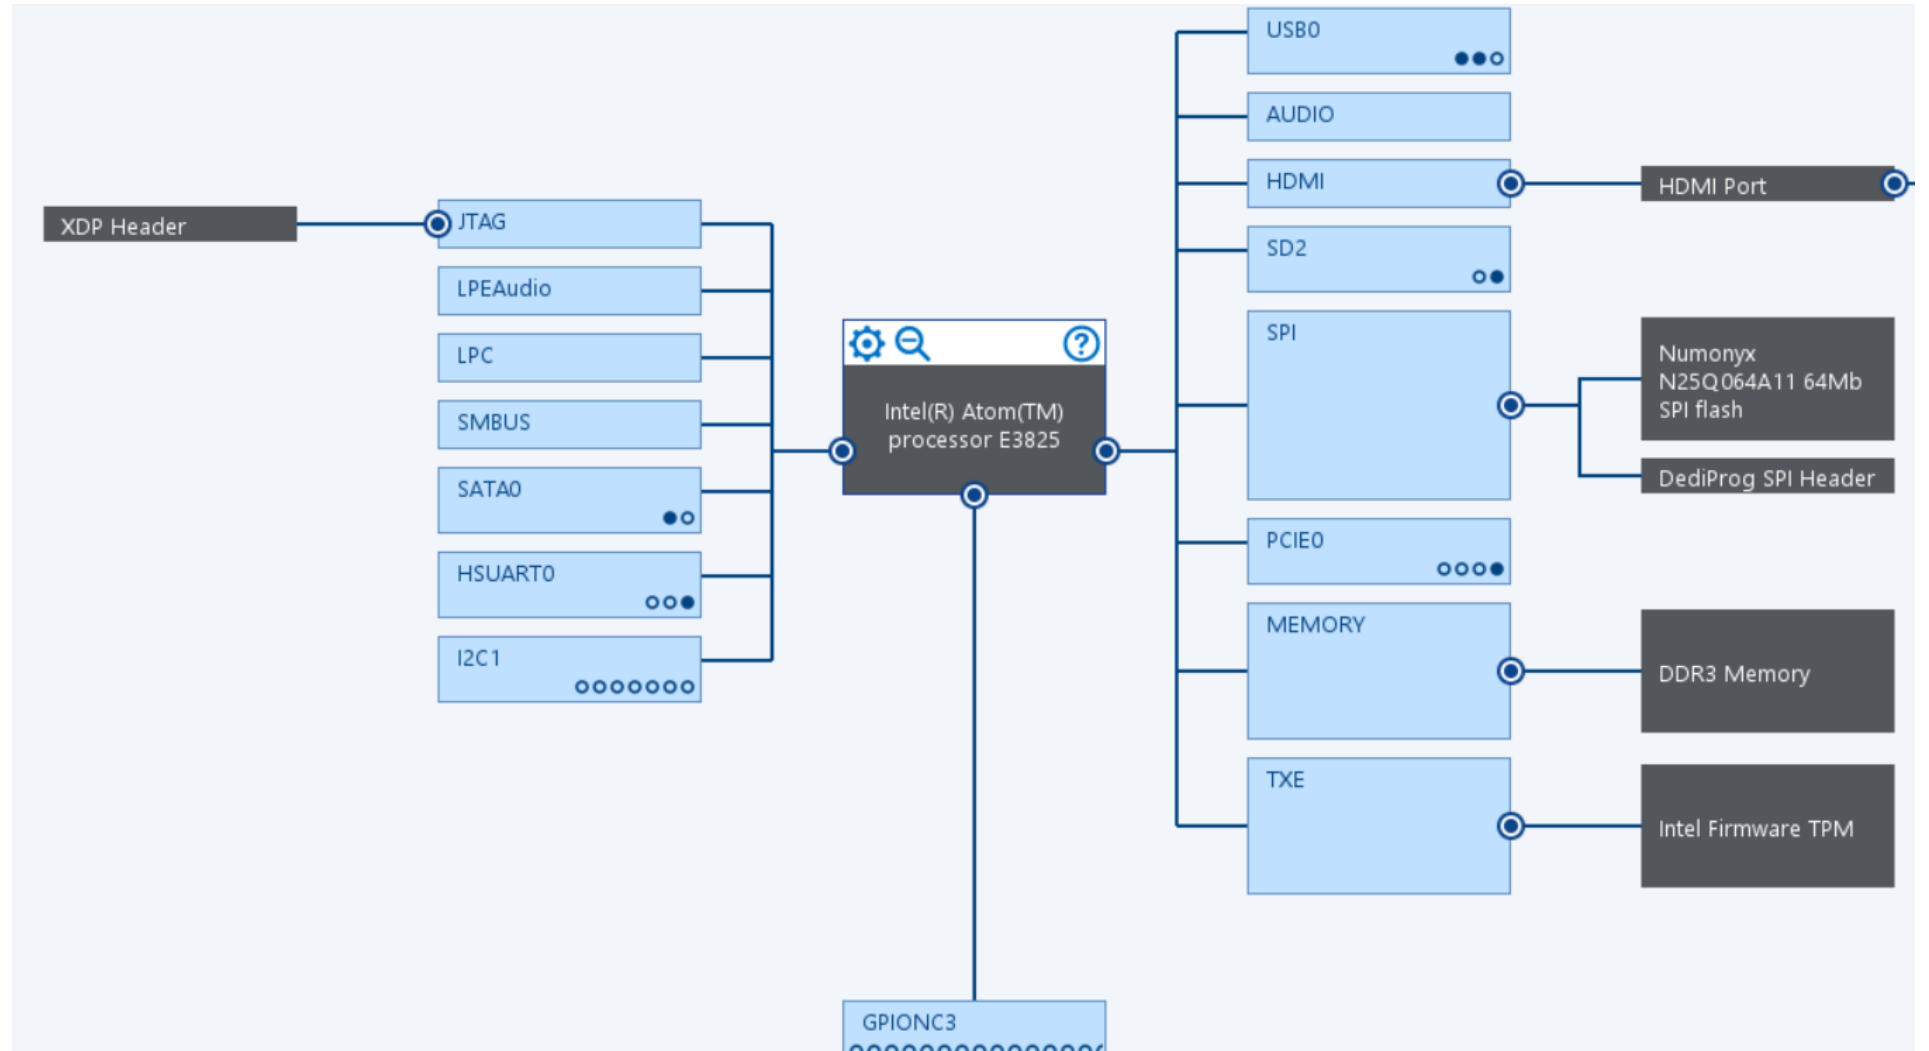 XDP Header
JTAG
LPEAudio
LPC
SMBUS
SATA0
HSUART0
I2C1
Intel(R) Atom(TM)
processor E3825
GPIONC3
USB0
AUDIO
HDMI
SD2
SPI
PCIE0
MEMORY
TXE
HDMI Port
Numonyx
N25Q064A11 64Mb
SPI flash
DediProg SPI Header
DDR3 Memory
Intel Firmware TPM